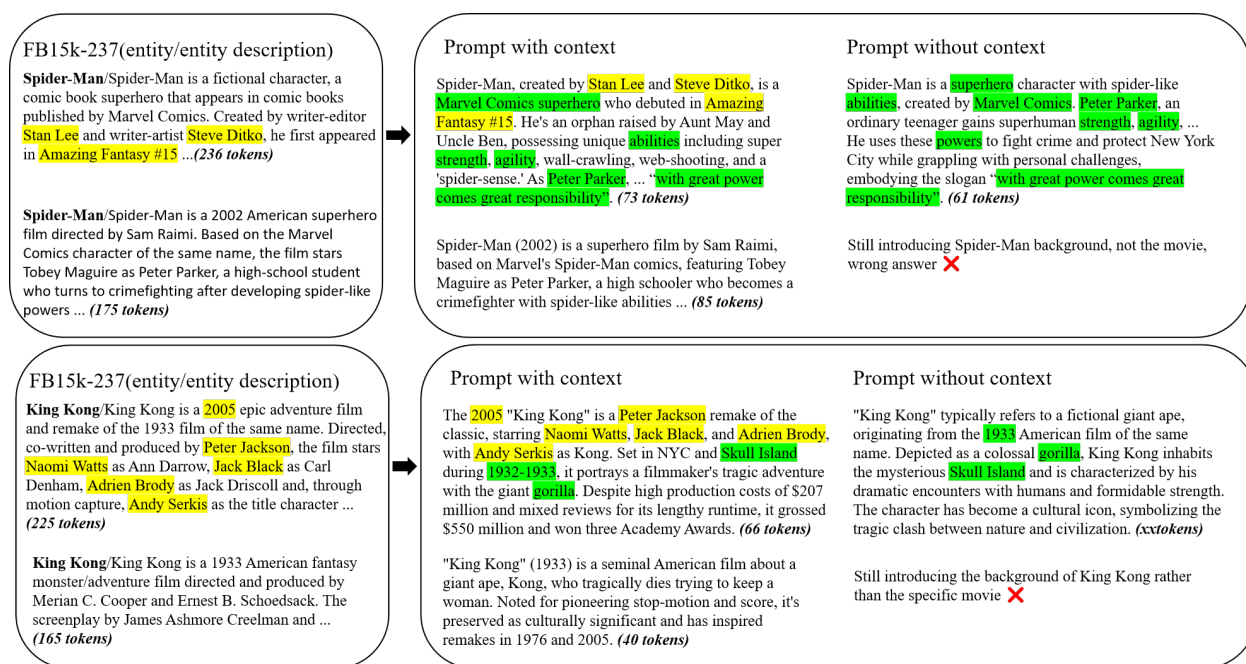 FB15k-237(entity/entity description)
Spider-Man/Spider-Man is a fictional character, a
comic book superhero that appears in comic books
published by Marvel Comics. Created by writer-editor
Stan Lee and writer-artist Steve Ditko, he first appeared
in Amazing Fantasy #15 ...(236 tokens)
Spider-Man/Spider-Man is a 2002 American superhero
film directed by Sam Raimi. Based on the Marvel
Comics character of the same name, the film stars
Tobey Maguire as Peter Parker, a high-school student
who turns to crimefighting after developing spider-like
powers ... (175 tokens)
Prompt with context
Spider-Man, created by Stan Lee and Steve Ditko, is a
Marvel Comics superhero who debuted in Amazing
Fantasy #15. He's an orphan raised by Aunt May and
Uncle Ben, possessing unique abilities including super
strength, agility, wall-crawling, web-shooting, and a
'spider-sense.' As Peter Parker, ... “with great power
comes great responsibility”. (73 tokens)
Spider-Man (2002) is a superhero film by Sam Raimi,
based on Marvel's Spider-Man comics, featuring Tobey
Maguire as Peter Parker, a high schooler who becomes a
crimefighter with spider-like abilities ... (85 tokens)
Prompt without context
Spider-Man is a superhero character with spider-like
abilities, created by Marvel Comics. Peter Parker, an
ordinary teenager gains superhuman strength, agility, ...
He uses these powers to fight crime and protect New York
City while grappling with personal challenges,
embodying the slogan “with great power comes great
responsibility”. (61 tokens)
Still introducing Spider-Man background, not the movie,
wrong answer
FB15k-237(entity/entity description)
King Kong/King Kong is a 2005 epic adventure film
and remake of the 1933 film of the same name. Directed,
co-written and produced by Peter Jackson, the film stars
Naomi Watts as Ann Darrow, Jack Black as Carl
Denham, Adrien Brody as Jack Driscoll and, through
motion capture, Andy Serkis as the title character ...
(225 tokens)
King Kong/King Kong is a 1933 American fantasy
monster/adventure film directed and produced by
Merian C. Cooper and Ernest B. Schoedsack. The
screenplay by James Ashmore Creelman and ...
(165 tokens)
Prompt with context
The 2005 "King Kong" is a Peter Jackson remake of the
classic, starring Naomi Watts, Jack Black, and Adrien Brody,
with Andy Serkis as Kong. Set in NYC and Skull Island
during 1932-1933, it portrays a filmmaker's tragic adventure
with the giant gorilla. Despite high production costs of $207
million and mixed reviews for its lengthy runtime, it grossed
$550 million and won three Academy Awards. (66 tokens)
"King Kong" (1933) is a seminal American film about a
giant ape, Kong, who tragically dies trying to keep a
woman. Noted for pioneering stop-motion and score, it's
preserved as culturally significant and has inspired
remakes in 1976 and 2005. (40 tokens)
Prompt without context
"King Kong" typically refers to a fictional giant ape,
originating from the 1933 American film of the same
name. Depicted as a colossal gorilla, King Kong inhabits
the mysterious Skull Island and is characterized by his
dramatic encounters with humans and formidable strength.
The character has become a cultural icon, symbolizing the
tragic clash between nature and civilization. (xxtokens)
Still introducing the background of King Kong rather
than the specific movie